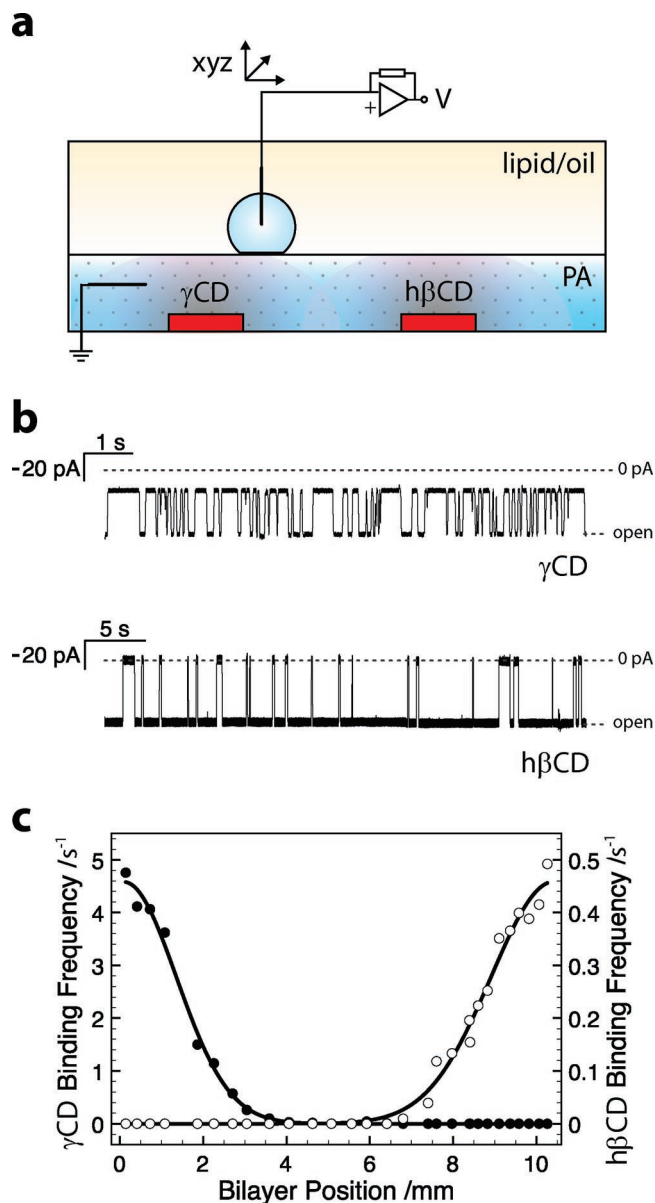 a
xyz
+
V
lipid/oil
PA
γCD
hβCD
b
1 s
-20 pA
0 pA
open
γCD
5 s
-20 pA
0 pA
open
hβCD
c
γCD Binding Frequency /s⁻¹
hβCD Binding Frequency /s⁻¹
5
4
3
2
1
0
0.5
0.4
0.3
0.2
0.1
0
0 2 4 6 8 10
Bilayer Position /mm